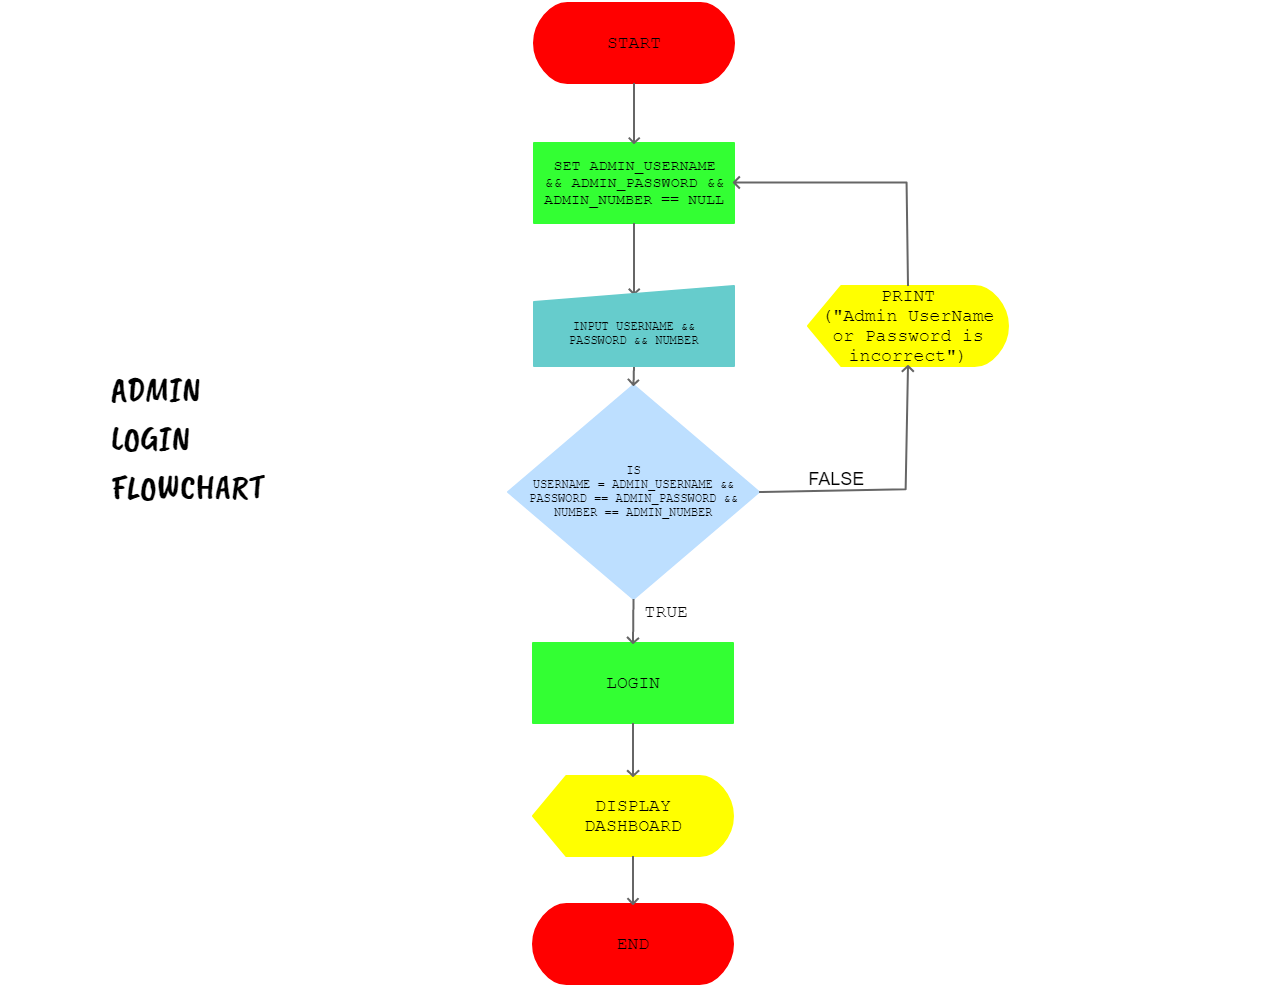 START
SET ADMIN_USERNAME
&& ADMIN_PASSWORD &&
ADMIN_NUMBER == NULL
INPUT USERNAME &&
PASSWORD && NUMBER
PRINT
("Admin UserName
or Password is
incorrect")
ADMIN
LOGIN
FLOWCHART
IS
USERNAME = ADMIN_USERNAME &&
PASSWORD == ADMIN_PASSWORD &&
NUMBER == ADMIN_NUMBER
FALSE
TRUE
LOGIN
DISPLAY
DASHBOARD
END